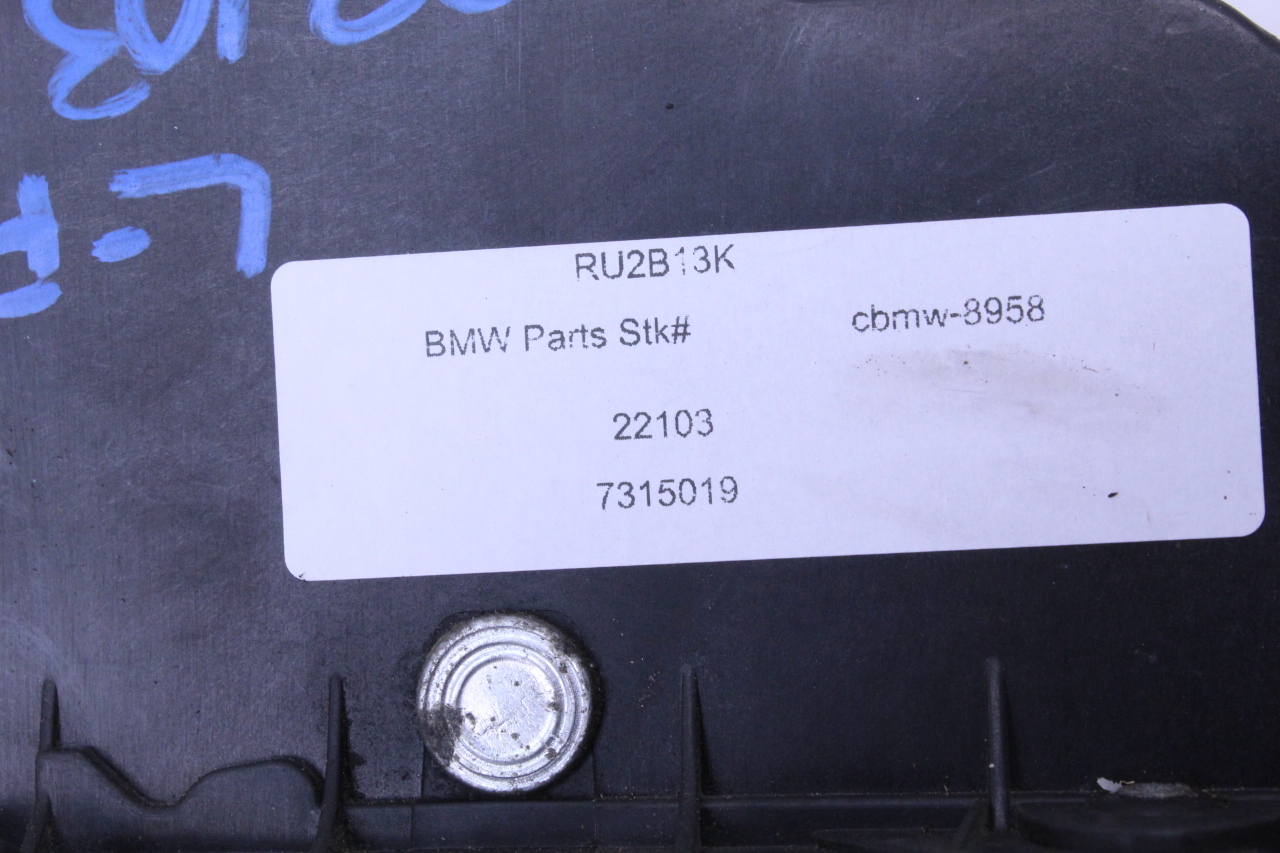 RU2B13K
BMW Parts Stk# cbmw-8958
22103
7315019